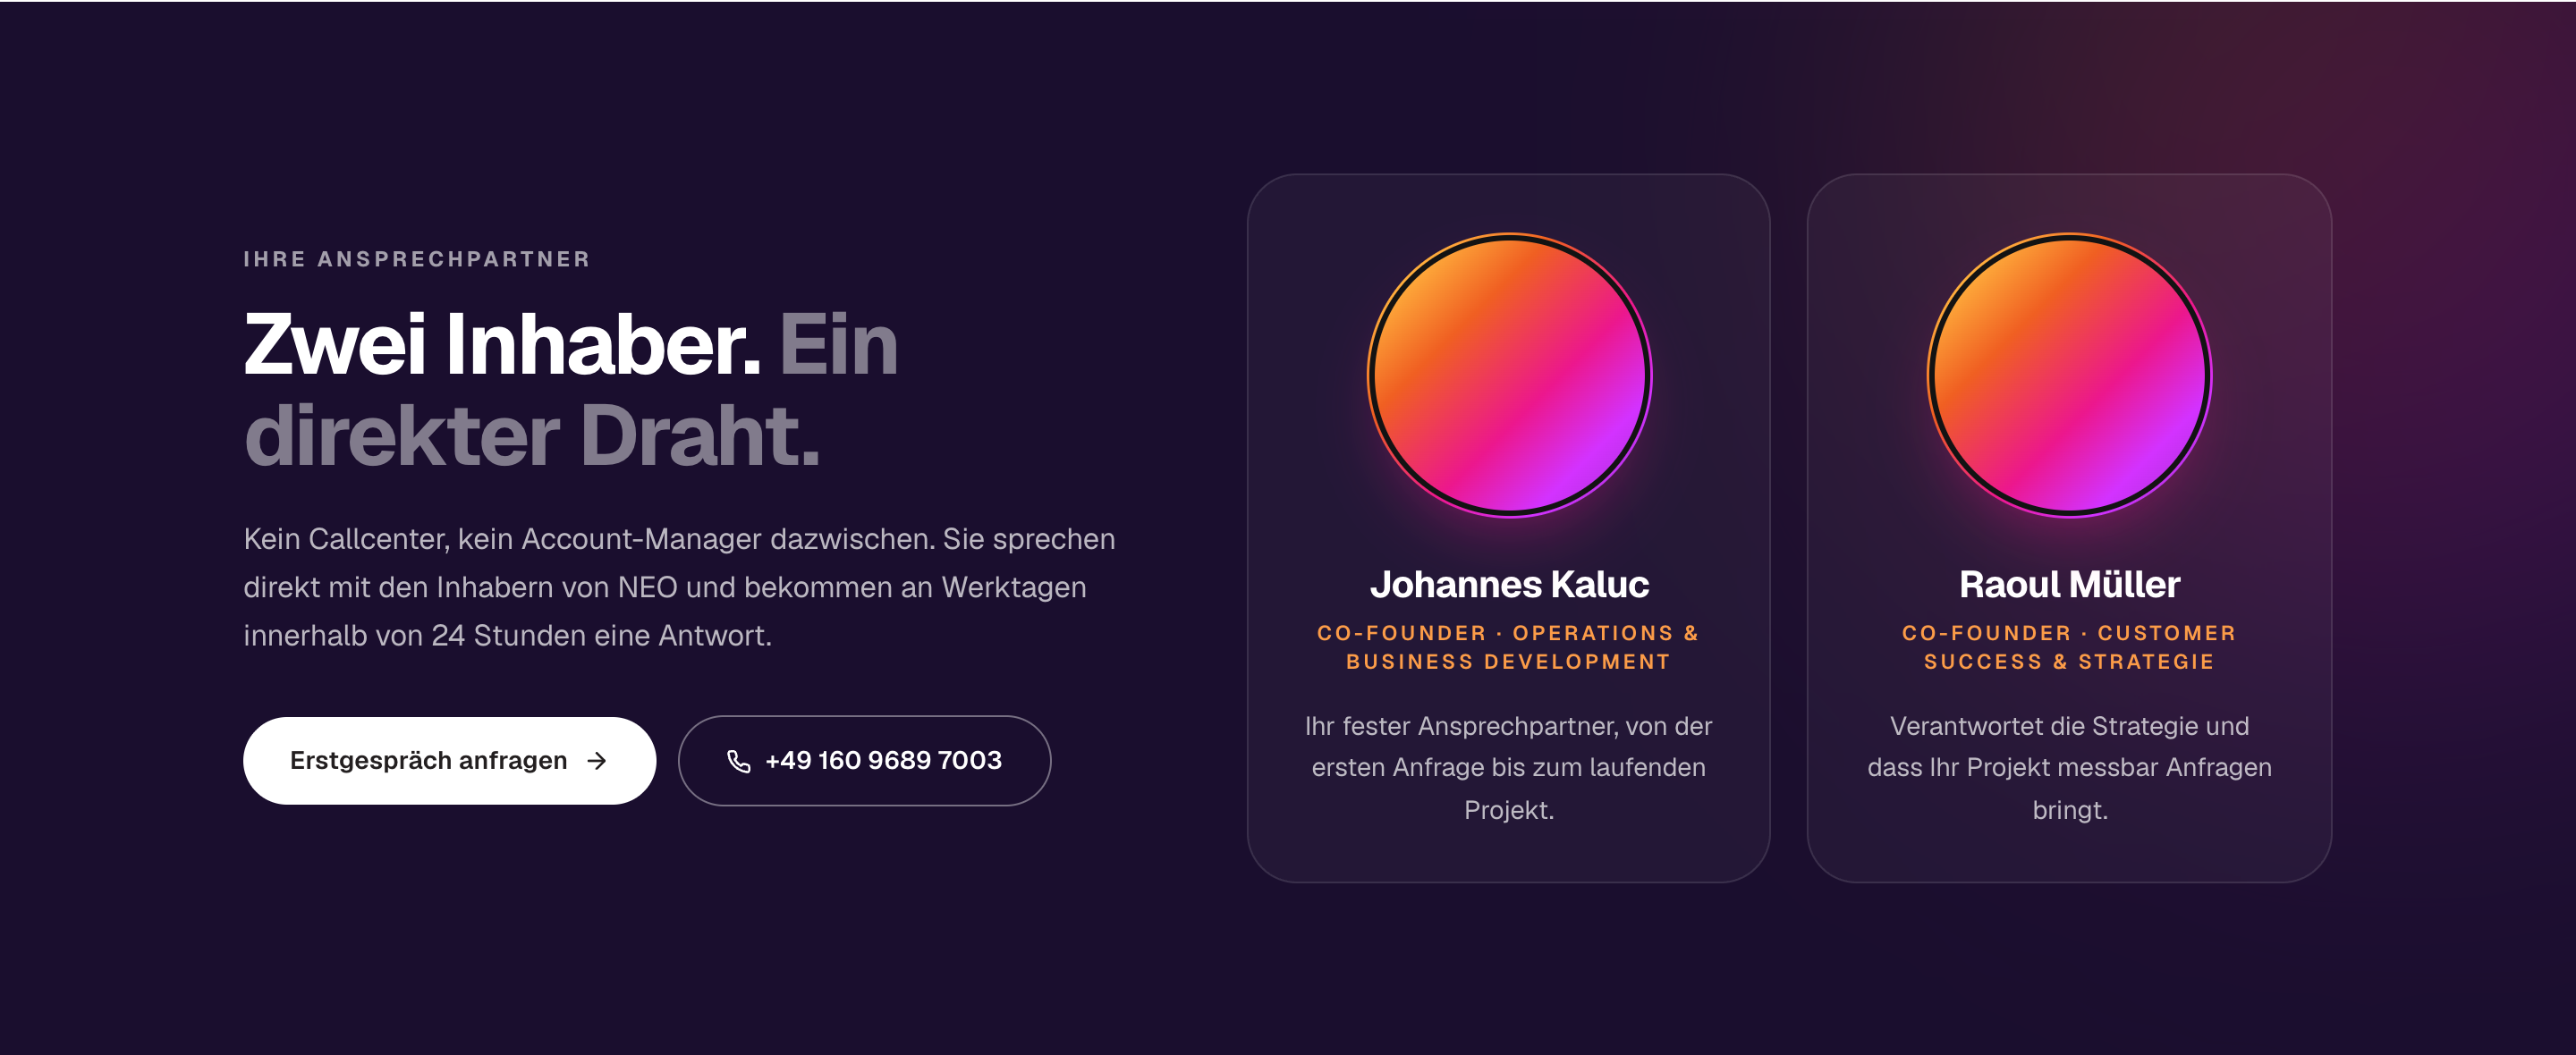 IHRE ANSPRECHPARTNER
Zwei Inhaber. Ein
direkter Draht.
Kein Callcenter, kein Account-Manager dazwischen. Sie sprechen
direkt mit den Inhabern von NEO und bekommen an Werktagen
innerhalb von 24 Stunden eine Antwort.
Erstgespräch anfragen →
+49 160 9689 7003
Johannes Kaluc
CO-FOUNDER · OPERATIONS &
BUSINESS DEVELOPMENT
Ihr fester Ansprechpartner, von der
ersten Anfrage bis zum laufenden
Projekt.
Raoul Müller
CO-FOUNDER · CUSTOMER
SUCCESS & STRATEGIE
Verantwortet die Strategie und
dass Ihr Projekt messbar Anfragen
bringt.